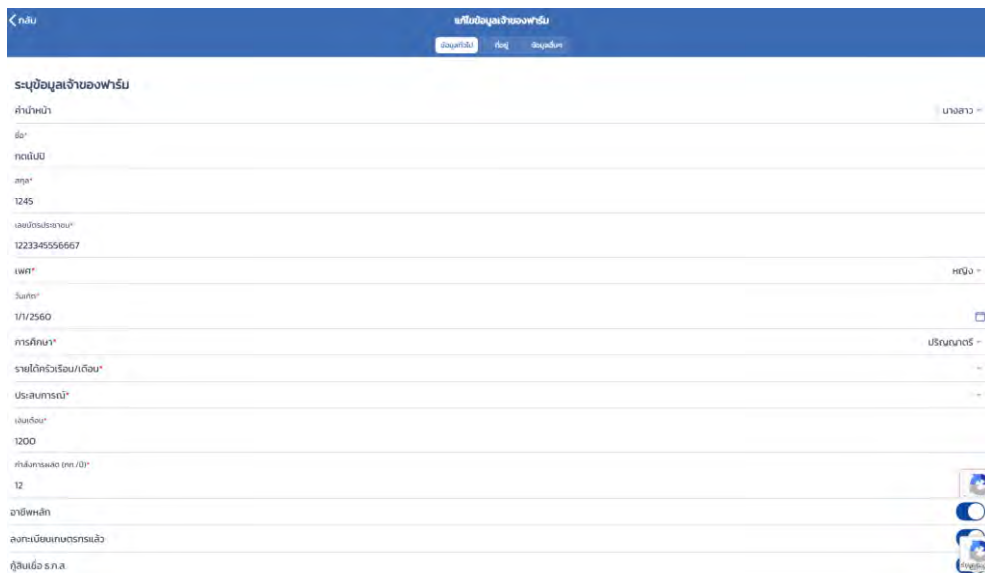 กลับ
แก้ไขข้อมูลเจ้าของฟาร์ม
ข้อมูลทั่วไป ที่อยู่ ข้อมูลอื่นๆ
ระบุข้อมูลเจ้าของฟาร์ม
คำนำหน้า นางสาว
ชื่อ*
สกุล*
1245
เลขบัตรประชาชน*
1223345556667
เพศ* หญิง
วันเกิด*
1/1/2560
การศึกษา* ปริญญาตรี
รายได้ครัวเรือน/เดือน*
ประสบการณ์*
เงินเดือน*
1200
กำลังการผลิต (กก./ปี)*
12
อาชีพหลัก
ลงทะเบียนเกษตรกรแล้ว
กู้สินเชื่อ ธ.ก.ส.